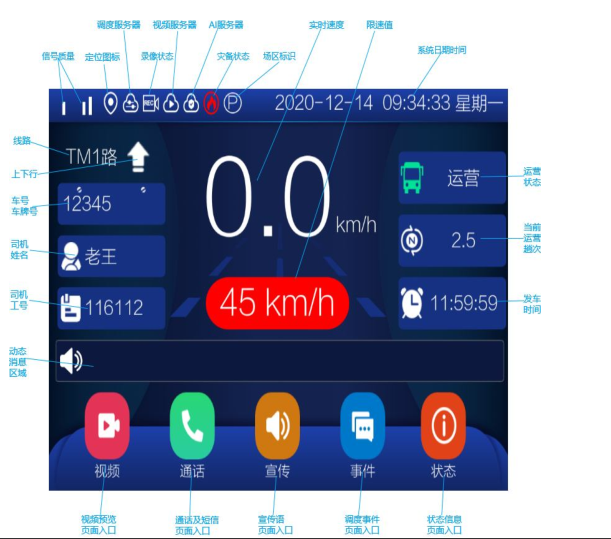 调度服务器 视频服务器 AI服务器 实时速度 限速值
信号质量 定位图标 录像状态 灾备状态 场区标识 系统日期时间
REC P 2020-12-14 09:34:33 星期一
线路
TM1路
上下行
0.0 km/h
运营
运营
状态
车号
车牌号
12345
司机
姓名
老王
2.5
当前
运营
趟次
司机
工号
116112
45 km/h
11:59:59
发车
时间
动态
消息
区域
视频 通话 宣传 事件 状态
视频预览
页面入口
通话及短信
页面入口
宣传语
页面入口
调度事件
页面入口
状态信息
页面入口